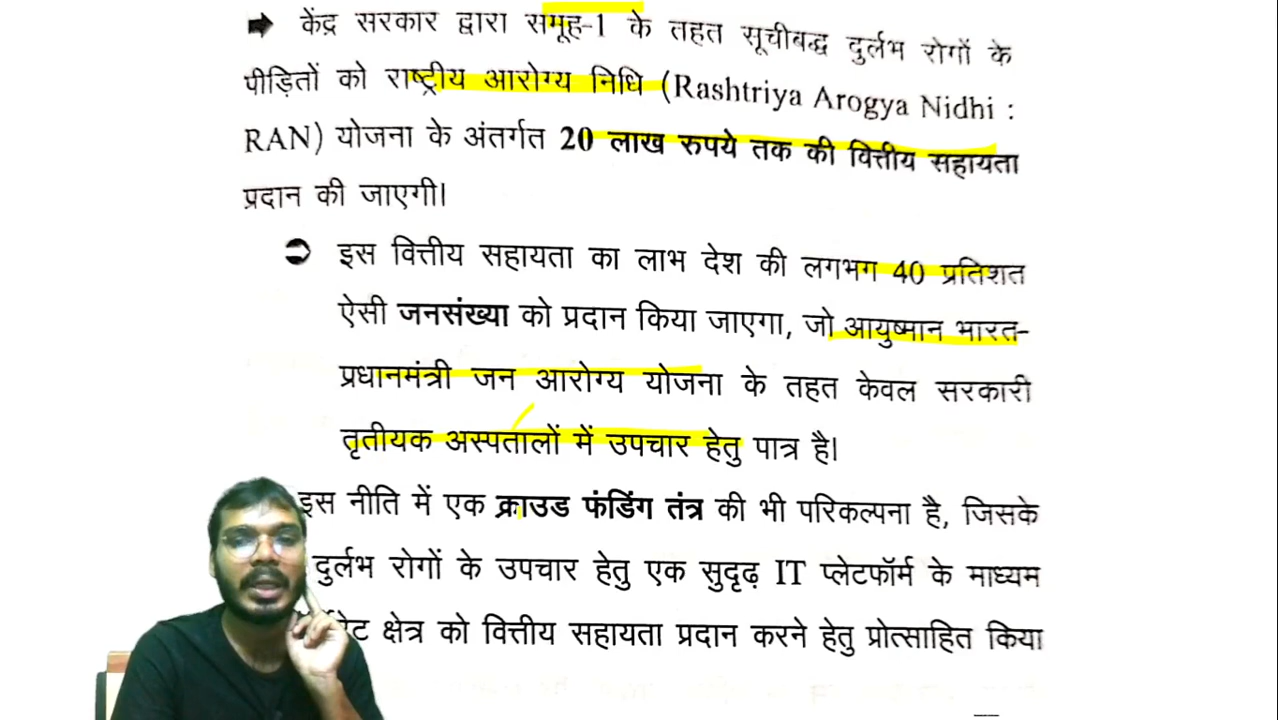 केंद्र सरकार द्वारा समूह-1 के तहत सूचीबद्ध दुर्लभ रोगों के
पीड़ितों को राष्ट्रीय आरोग्य निधि (Rashtriya Arogya Nidhi :
RAN) योजना के अंतर्गत 20 लाख रुपये तक की वित्तीय सहायता
प्रदान की जाएगी।
इस वित्तीय सहायता का लाभ देश की लगभग 40 प्रतिशत
ऐसी जनसंख्या को प्रदान किया जाएगा, जो आयुष्मान भारत-
प्रधानमंत्री जन आरोग्य योजना के तहत केवल सरकारी
तृतीयक अस्पतालों में उपचार हेतु पात्र है।
इस नीति में एक क्राउड फंडिंग तंत्र की भी परिकल्पना है, जिसके
दुर्लभ रोगों के उपचार हेतु एक सुदृढ़ IT प्लेटफॉर्म के माध्यम
क्षेत्र को वित्तीय सहायता प्रदान करने हेतु प्रोत्साहित किया